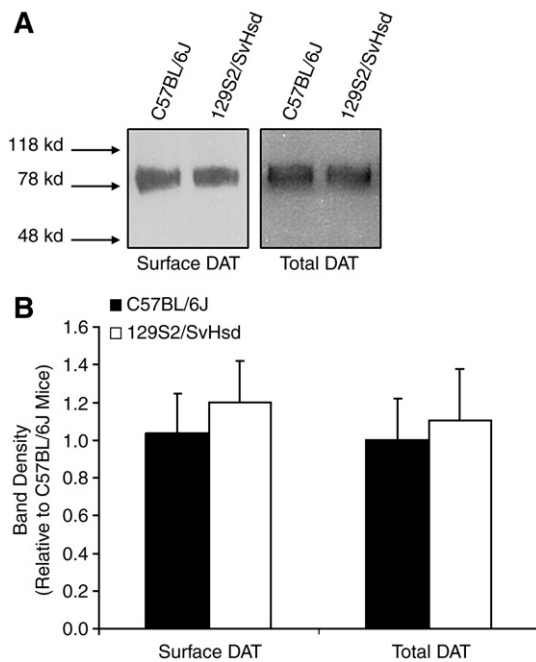 A
C57BL/6J
129S2/SvHsd
C57BL/6J
129S2/SvHsd
118 kd
78 kd
48 kd
Surface DAT
Total DAT
B
C57BL/6J
129S2/SvHsd
Band Density
(Relative to C57BL/6J Mice)
1.6
1.4
1.2
1.0
0.8
0.6
0.4
0.2
0.0
Surface DAT
Total DAT